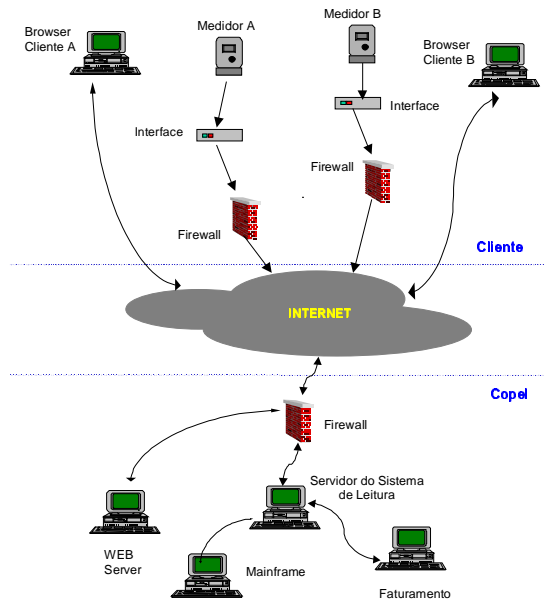 Browser
Cliente A
Medidor A
Medidor B
Browser
Cliente B
Interface
Interface
Firewall
Firewall
Cliente
INTERNET
Copel
Firewall
Servidor do Sistema
de Leitura
WEB
Server
Mainframe
Faturamento